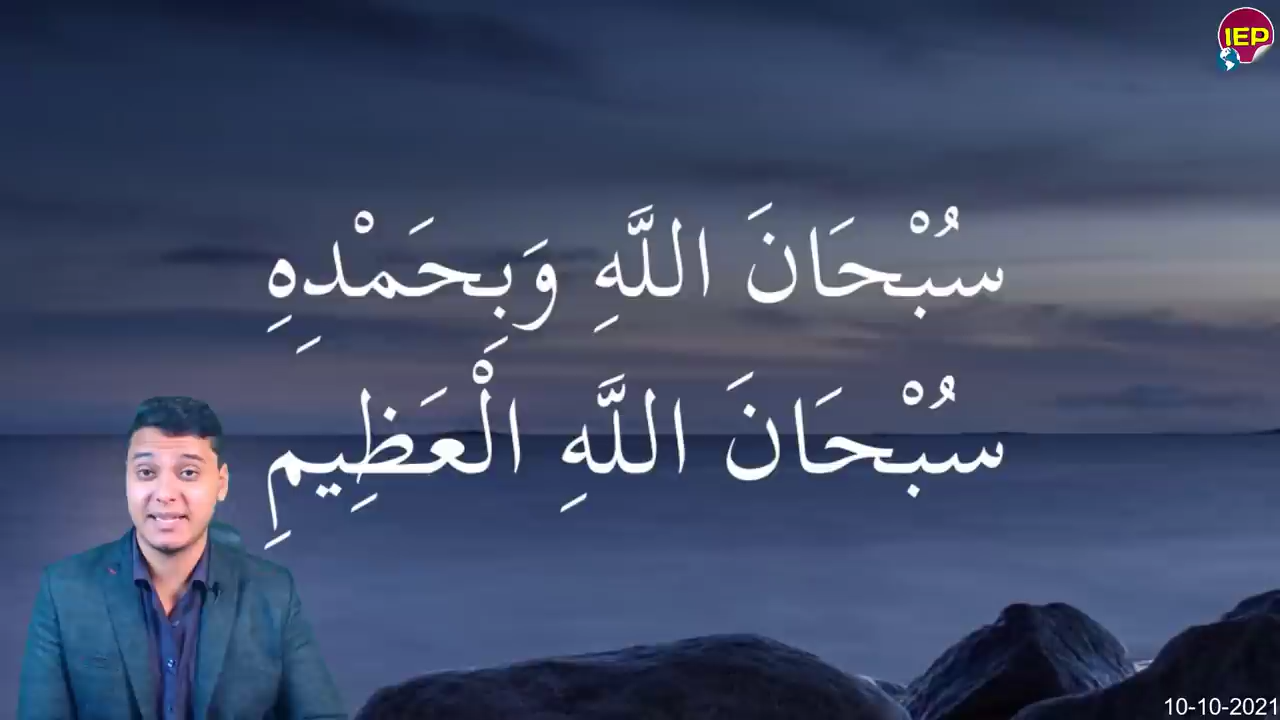 IEP
سُبْحَانَ اللَّهِ وَبِحَمْدِهِ
سُبْحَانَ اللَّهِ الْعَظِيمِ
10-10-2021